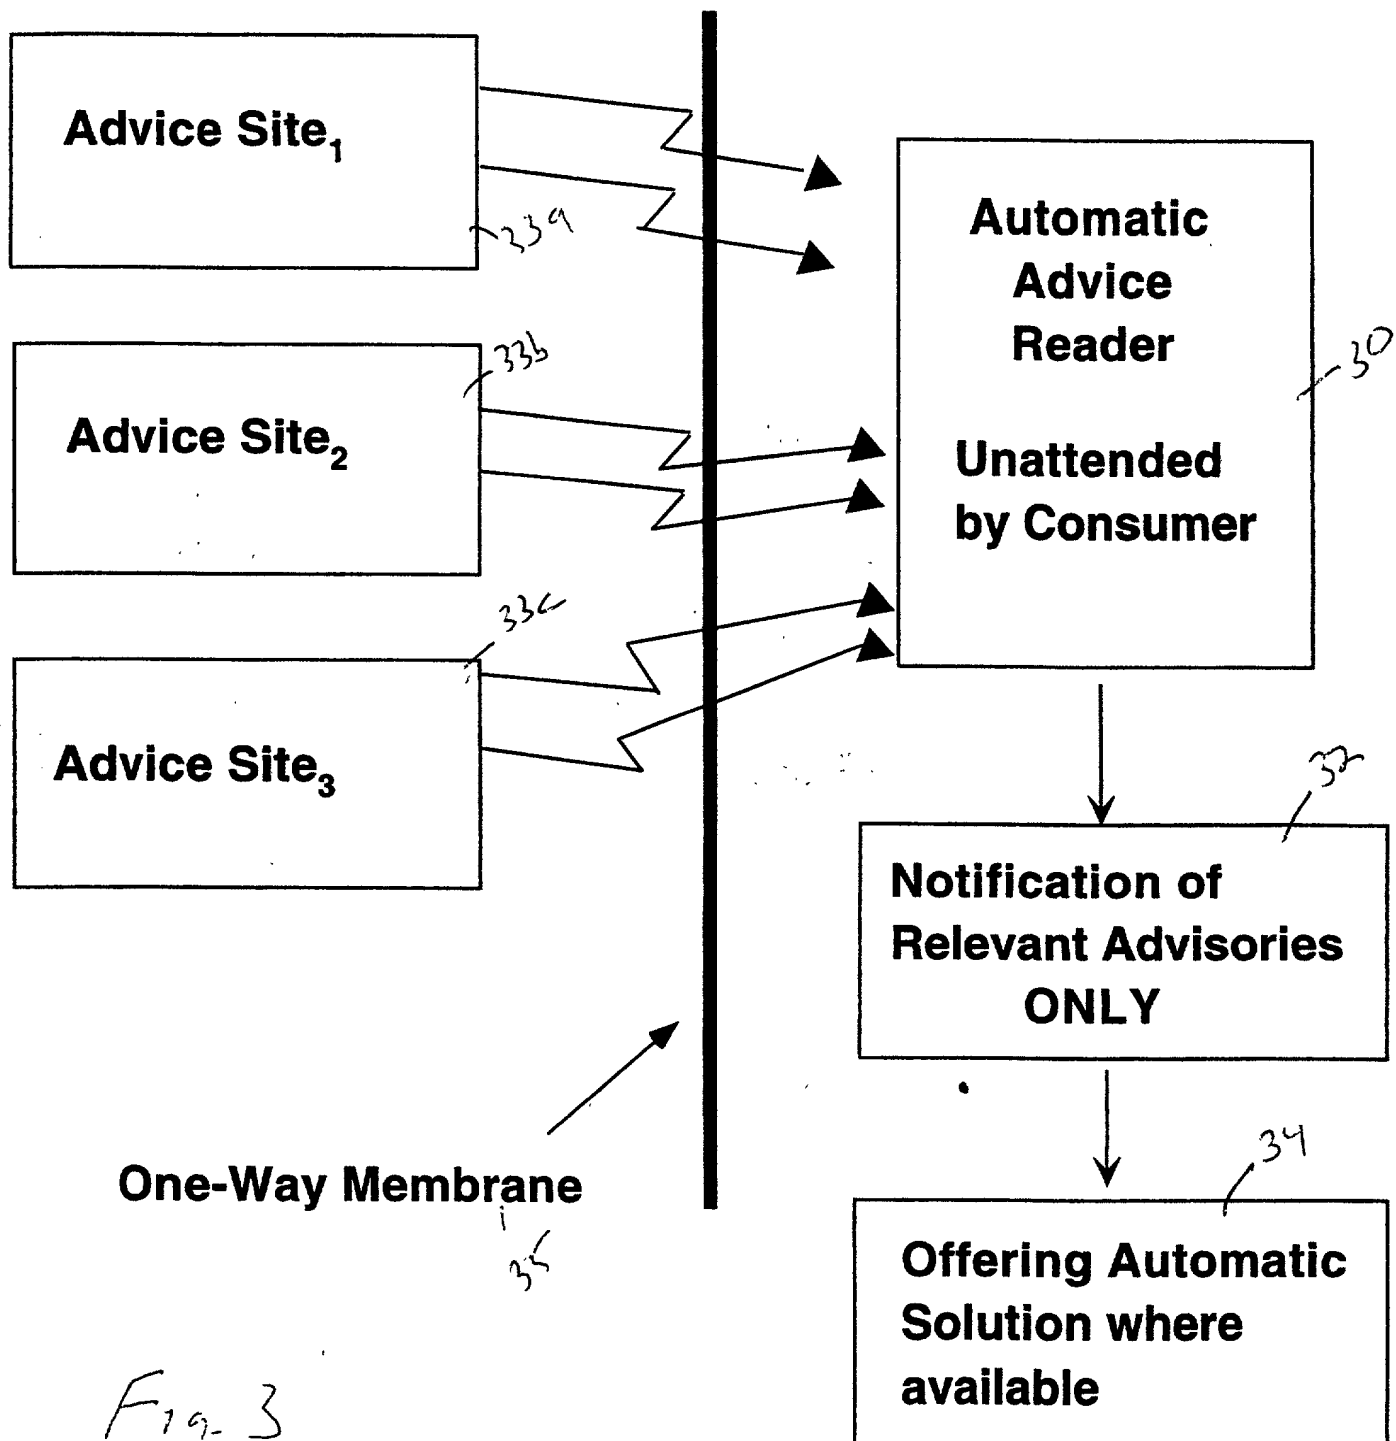 Advice Site₁
33a
Advice Site₂
33b
Advice Site₃
33c
Automatic
Advice
Reader
Unattended
by Consumer
30
Notification of
Relevant Advisories
ONLY
32
Offering Automatic
Solution where
available
34
One-Way Membrane
35
Fig. 3